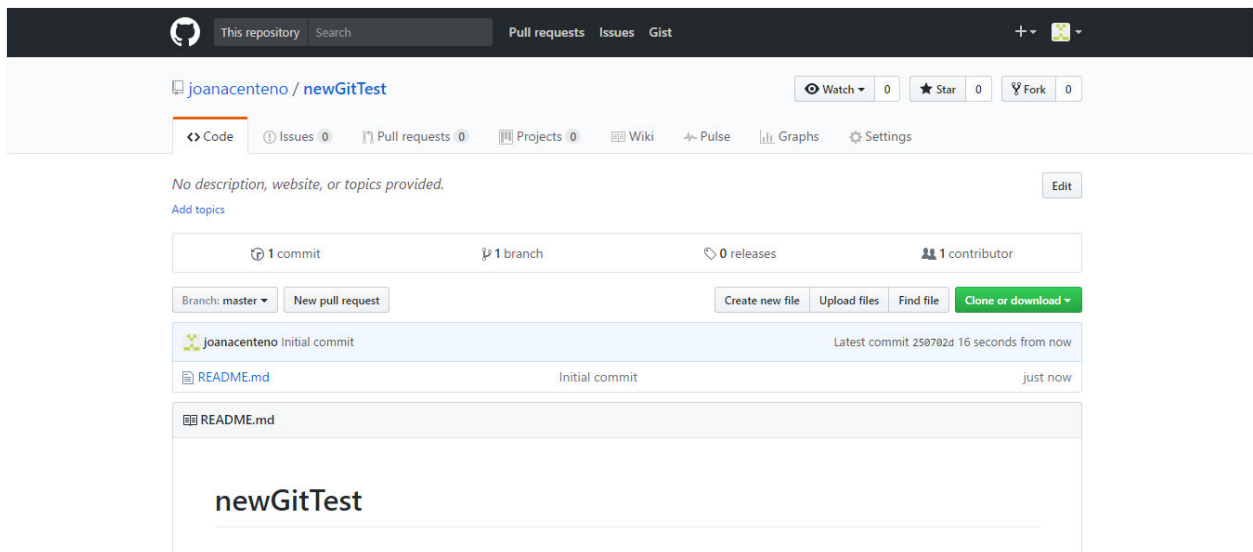 This repository Search Pull requests Issues Gist
joanacenteno / newGitTest Watch 0 Star 0 Fork 0
Code Issues 0 Pull requests 0 Projects 0 Wiki Pulse Graphs Settings
No description, website, or topics provided. Edit
Add topics
1 commit 1 branch 0 releases 1 contributor
Branch: master New pull request Create new file Upload files Find file Clone or download
joanacenteno Initial commit Latest commit 250702d 16 seconds from now
README.md Initial commit just now
README.md
newGitTest